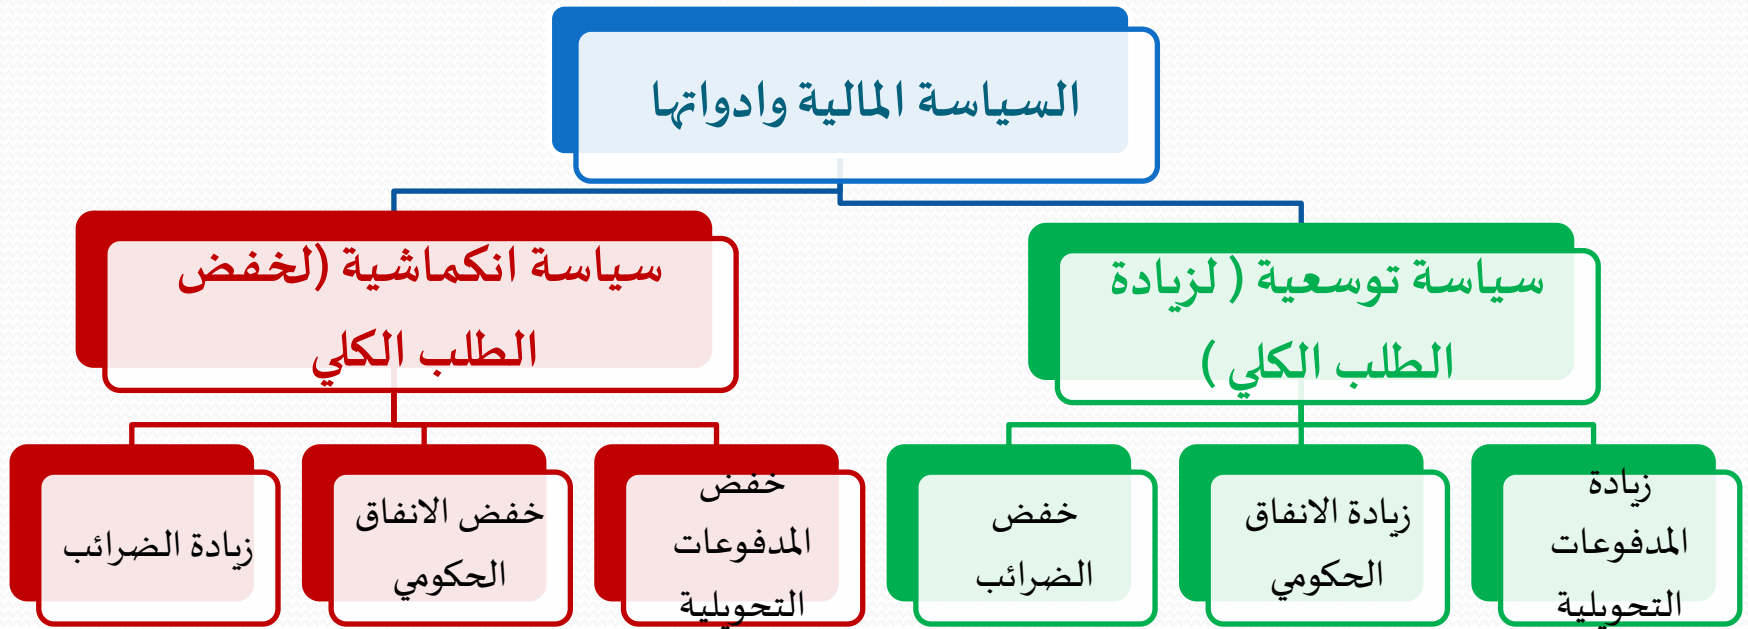 السياسة المالية وادواتها
سياسة توسعية ( لزيادة
الطلب الكلي )
سياسة انكماشية (لخفض
الطلب الكلي
زيادة
المدفوعات
التحويلية
زيادة الانفاق
الحكومي
خفض
الضرائب
خفض
المدفوعات
التحويلية
خفض الانفاق
الحكومي
زيادة الضرائب